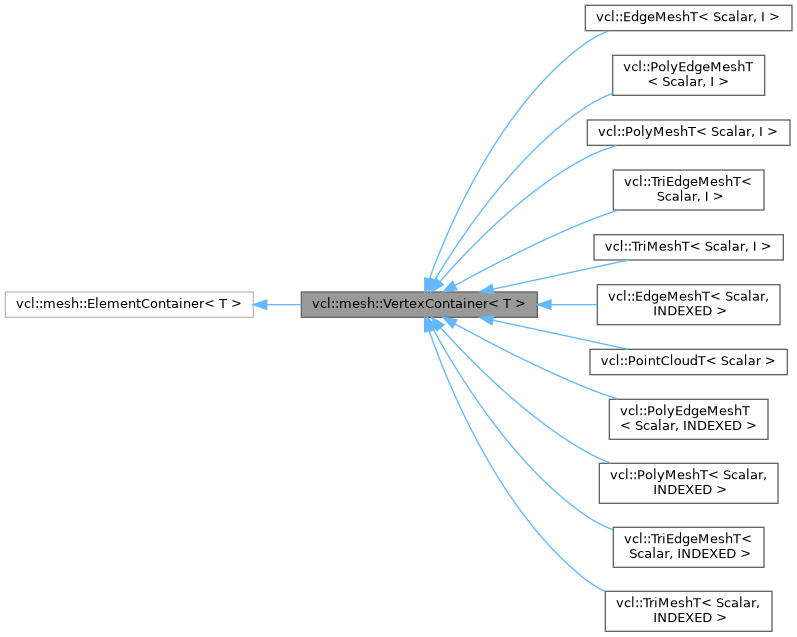 vcl::mesh::ElementContainer< T >
vcl::mesh::VertexContainer< T >
vcl::EdgeMeshT< Scalar, I >
vcl::PolyEdgeMeshT
< Scalar, I >
vcl::PolyMeshT< Scalar, I >
vcl::TriEdgeMeshT<
Scalar, I >
vcl::TriMeshT< Scalar, I >
vcl::EdgeMeshT< Scalar,
INDEXED >
vcl::PointCloudT< Scalar >
vcl::PolyEdgeMeshT
< Scalar, INDEXED >
vcl::PolyMeshT< Scalar,
INDEXED >
vcl::TriEdgeMeshT<
Scalar, INDEXED >
vcl::TriMeshT< Scalar,
INDEXED >